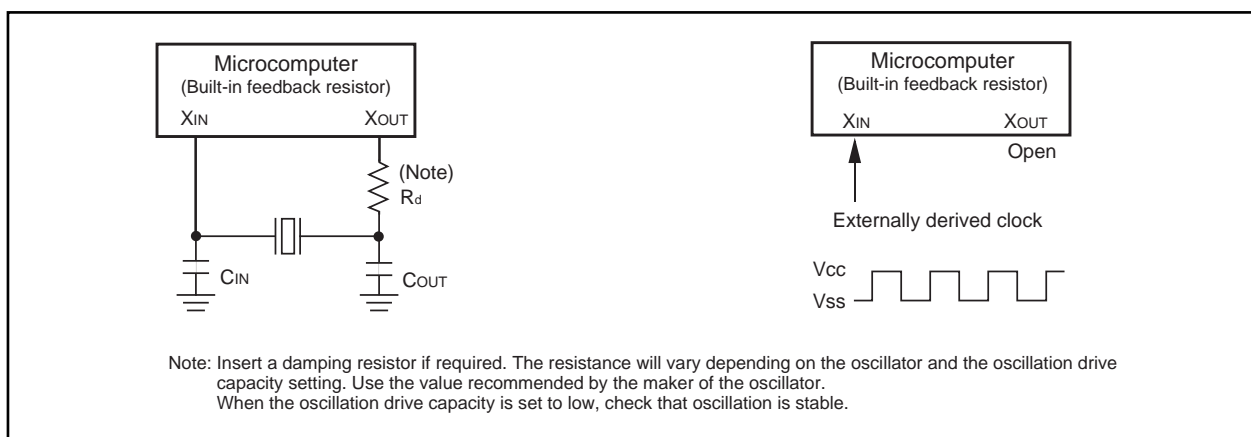 Microcomputer
(Built-in feedback resistor)
XIN XOUT
(Note)
Rd
CIN
COUT
Microcomputer
(Built-in feedback resistor)
XIN XOUT
Open
Externally derived clock
Vcc
Vss
Note: Insert a damping resistor if required. The resistance will vary depending on the oscillator and the oscillation drive
capacity setting. Use the value recommended by the maker of the oscillator.
When the oscillation drive capacity is set to low, check that oscillation is stable.